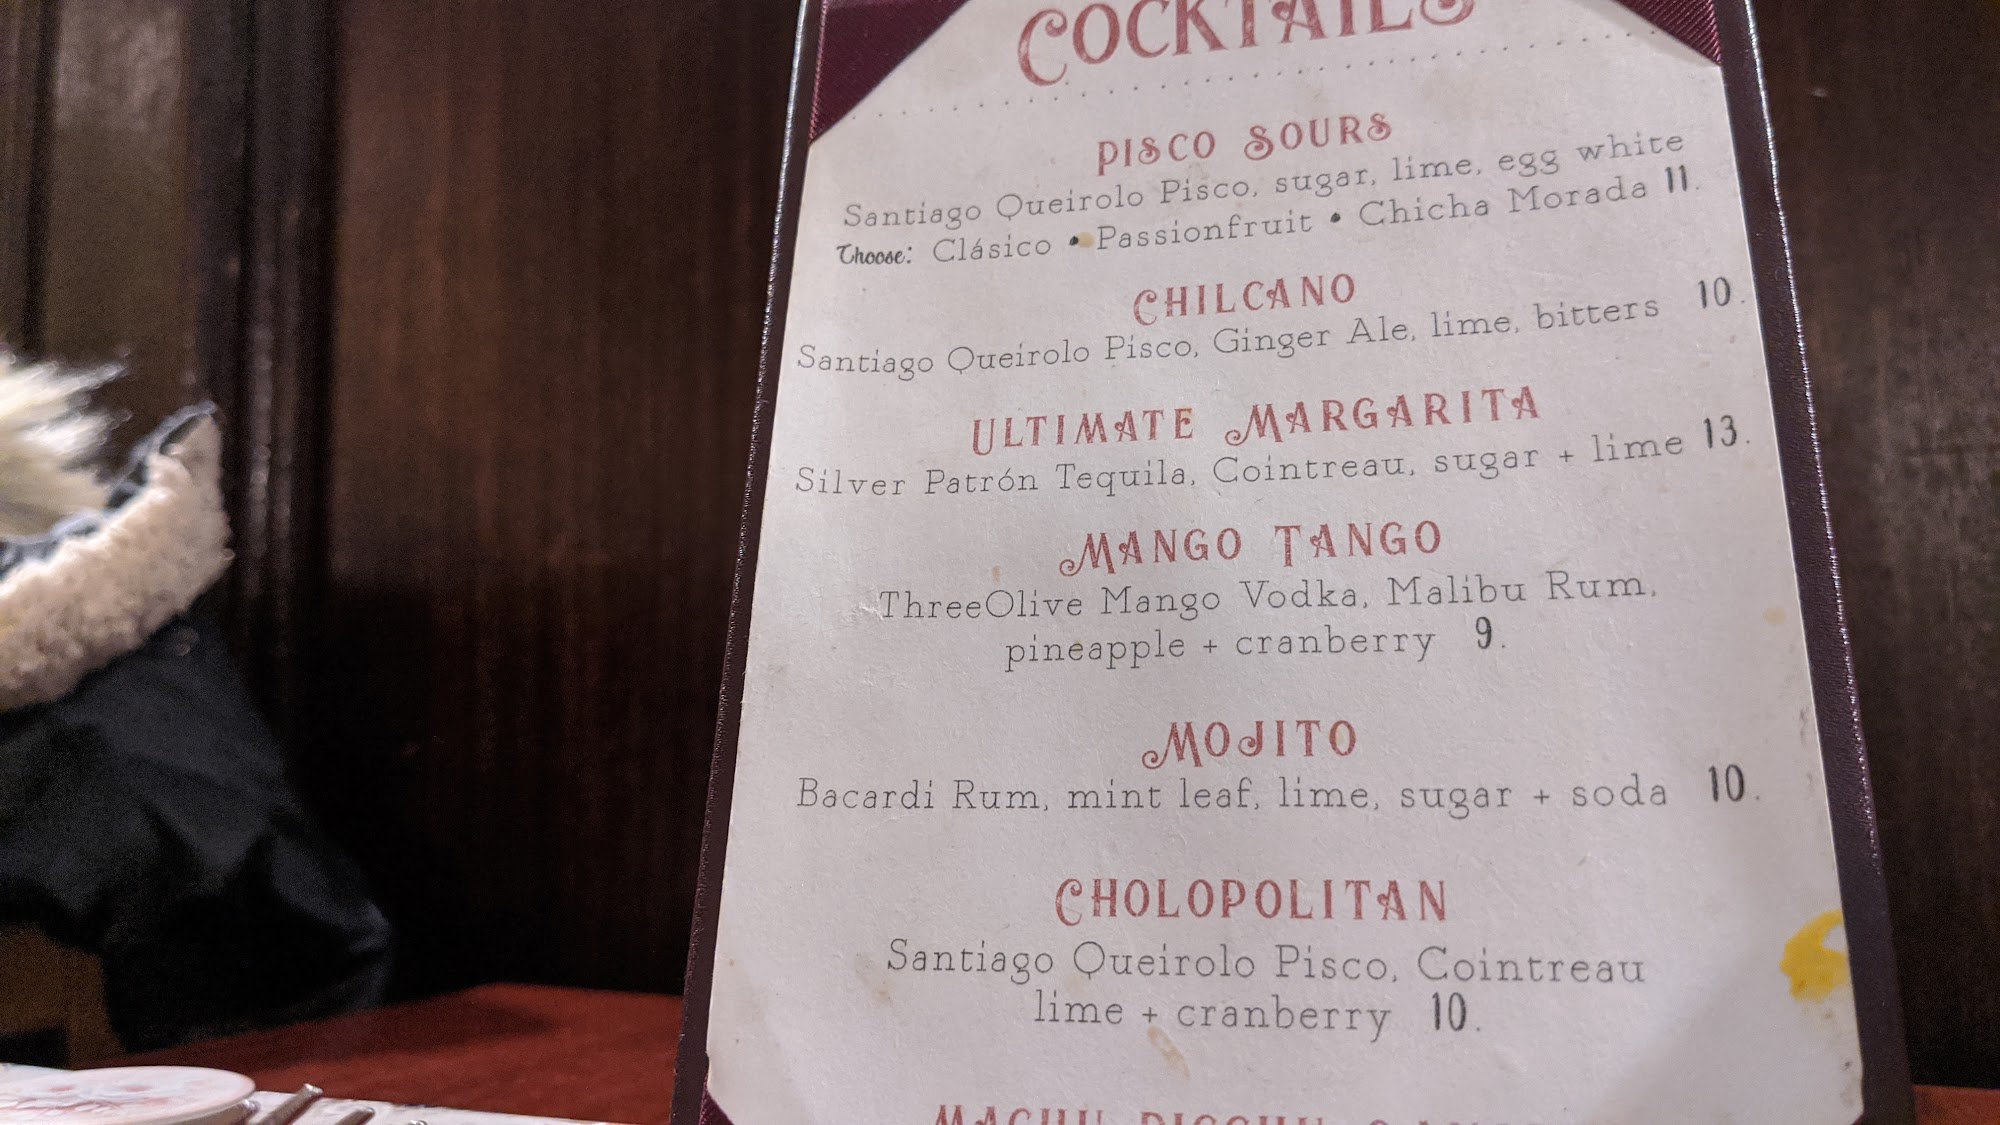 COCKTAILS
PISCO SOURS
Santiago Queirolo Pisco, sugar, lime, egg white
Choose: Clásico • Passionfruit • Chicha Morada 11.
CHILCANO
Santiago Queirolo Pisco, Ginger Ale, lime, bitters 10.
ULTIMATE MARGARITA
Silver Patrón Tequila, Cointreau, sugar + lime 13.
MANGO TANGO
ThreeOlive Mango Vodka, Malibu Rum,
pineapple + cranberry 9.
MOJITO
Bacardi Rum, mint leaf, lime, sugar + soda 10.
CHOLOPOLITAN
Santiago Queirolo Pisco, Cointreau
lime + cranberry 10.
MACHU PICCHU